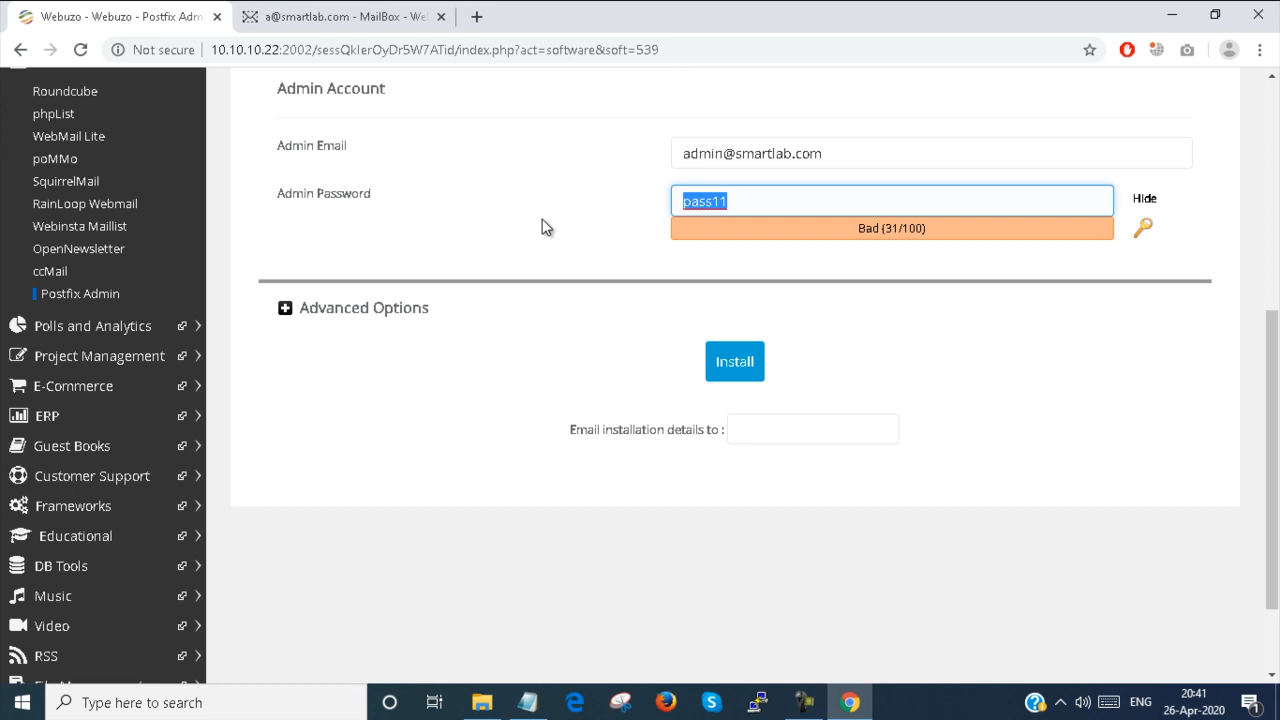 Webuzo - Webuzo - Postfix Adm
a@smartlab.com - MailBox - We
Not secure
10.10.10.22:2002/sessQkIerOyDr5W7ATid/index.php?act=software&soft=539
Roundcube
phpList
WebMail Lite
poMMo
SquirrelMail
RainLoop Webmail
Webinsta Maillist
OpenNewsletter
ccMail
Postfix Admin
Polls and Analytics
Project Management
E-Commerce
ERP
Guest Books
Customer Support
Frameworks
Educational
DB Tools
Music
Video
RSS
Admin Account
Admin Email
admin@smartlab.com
Admin Password
pass11
Hide
Bad (31/100)
Advanced Options
Install
Email installation details to :
Type here to search
ENG
20:41
26-Apr-2020
1